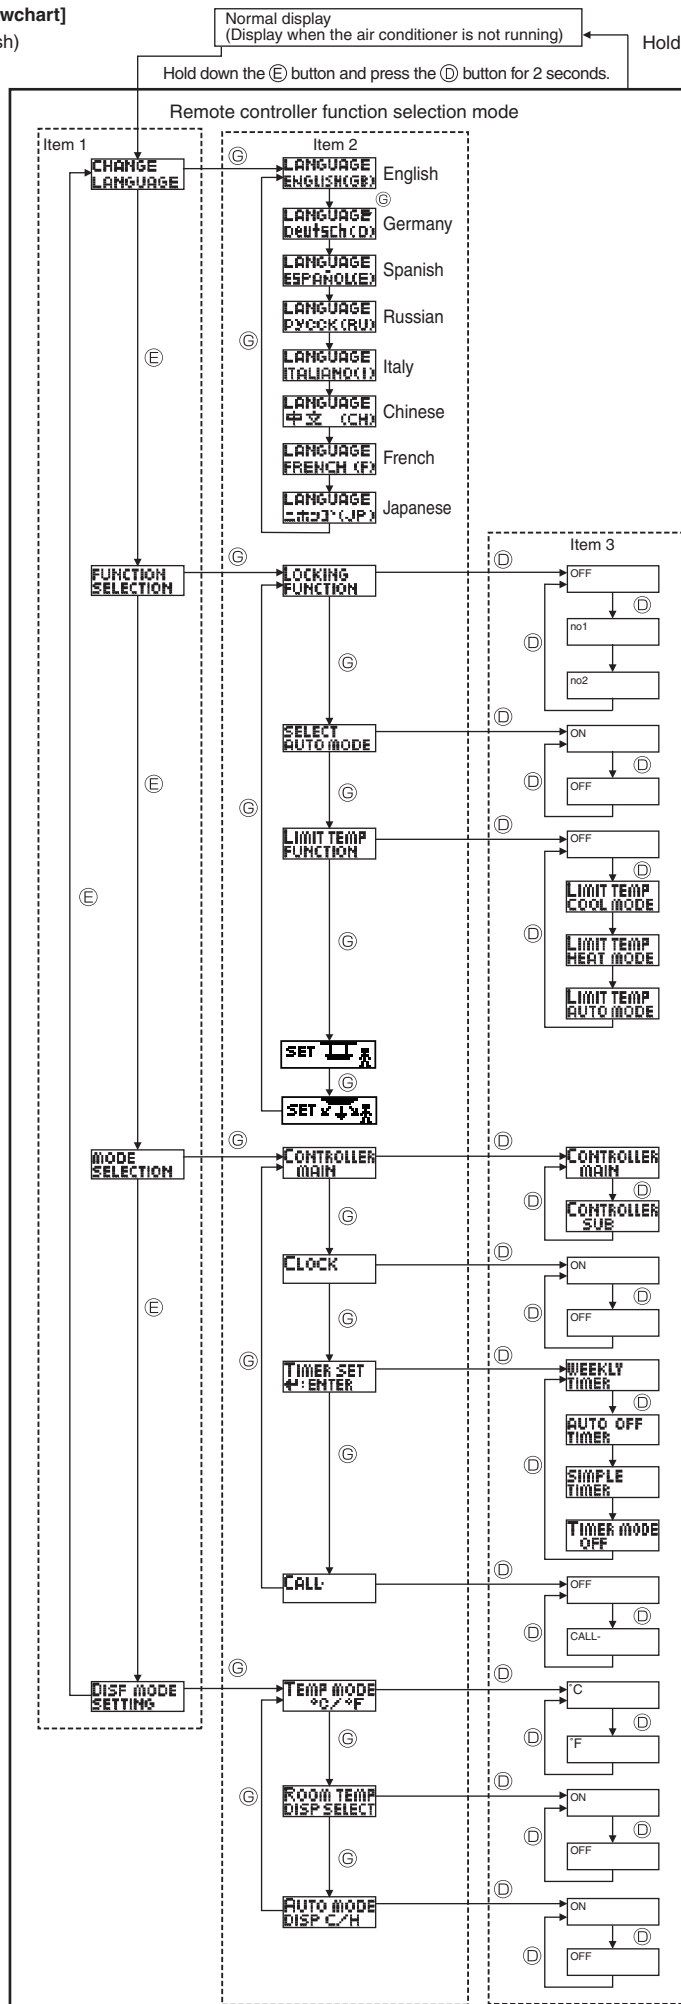 wchart]
sh)
Normal display
(Display when the air conditioner is not running)
Hold
Hold down the Ⓔ button and press the Ⓓ button for 2 seconds.
Remote controller function selection mode
Item 1
Item 2
CHANGE
LANGUAGE
Ⓖ
LANGUAGE
ENGLISH(GB)
English
Ⓖ
LANGUAGE
Deutsch(D)
Germany
LANGUAGE
ESPAÑOL(E)
Spanish
LANGUAGE
РУССК(RU)
Russian
Ⓔ
Ⓖ
LANGUAGE
ITALIANO(I)
Italy
LANGUAGE
中文 (CH)
Chinese
LANGUAGE
FRENCH (F)
French
LANGUAGE
ニホンゴ(JP)
Japanese
Item 3
FUNCTION
SELECTION
Ⓖ
LOCKING
FUNCTION
Ⓓ
OFF
Ⓓ
no1
Ⓓ
no2
Ⓖ
SELECT
AUTO MODE
Ⓓ
ON
Ⓓ
Ⓓ
OFF
Ⓔ
Ⓖ
Ⓖ
LIMIT TEMP
FUNCTION
Ⓓ
OFF
Ⓓ
LIMIT TEMP
COOL MODE
Ⓔ
Ⓓ
LIMIT TEMP
HEAT MODE
Ⓖ
LIMIT TEMP
AUTO MODE
SET
Ⓖ
SET
MODE
SELECTION
Ⓖ
CONTROLLER
MAIN
Ⓓ
CONTROLLER
MAIN
Ⓓ
Ⓓ
CONTROLLER
SUB
Ⓖ
CLOCK
Ⓓ
ON
Ⓓ
Ⓓ
OFF
Ⓔ
Ⓖ
Ⓖ
TIMER SET
↵:ENTER
Ⓓ
WEEKLY
TIMER
Ⓓ
AUTO OFF
TIMER
Ⓓ
SIMPLE
TIMER
Ⓖ
TIMER MODE
OFF
CALL-
Ⓓ
OFF
Ⓓ
Ⓓ
CALL-
DISP MODE
SETTING
Ⓖ
TEMP MODE
°C/°F
Ⓓ
°C
Ⓓ
Ⓓ
°F
Ⓖ
Ⓖ
ROOM TEMP
DISP SELECT
Ⓓ
ON
Ⓓ
Ⓓ
OFF
Ⓖ
AUTO MODE
DISP C/H
Ⓓ
ON
Ⓓ
Ⓓ
OFF